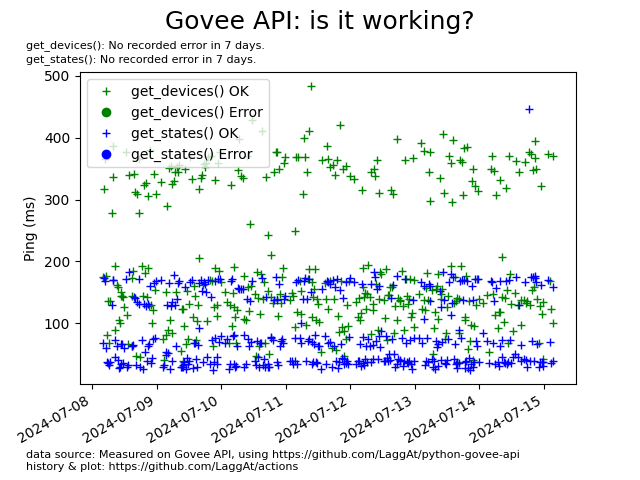 Govee API: is it working?
get_devices(): No recorded error in 7 days.
get_states(): No recorded error in 7 days.
get_devices() OK
get_devices() Error
get_states() OK
get_states() Error
500
400
300
200
100
Ping (ms)
2024-07-08
2024-07-09
2024-07-10
2024-07-11
2024-07-12
2024-07-13
2024-07-14
2024-07-15
data source: Measured on Govee API, using https://github.com/LaggAt/python-govee-api
history & plot: https://github.com/LaggAt/actions